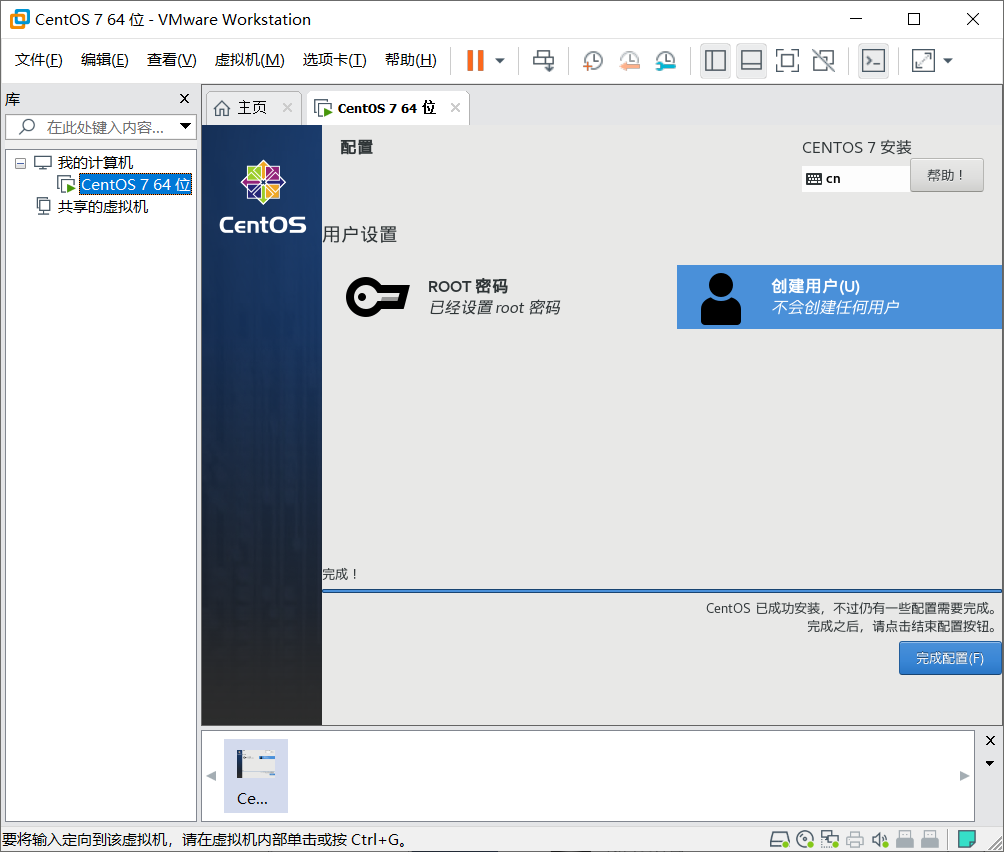 CentOS 7 64 位 - VMware Workstation
文件(F) 编辑(E) 查看(V) 虚拟机(M) 选项卡(T) 帮助(H)
库
在此处键入内容...
我的计算机
CentOS 7 64 位
共享的虚拟机
主页 CentOS 7 64 位
CentOS
配置
CENTOS 7 安装
cn 帮助！
用户设置
ROOT 密码
已经设置 root 密码
创建用户(U)
不会创建任何用户
完成！
CentOS 已成功安装，不过仍有一些配置需要完成。
完成之后，请点击结束配置按钮。
完成配置(F)
Ce...
要将输入定向到该虚拟机，请在虚拟机内部单击或按 Ctrl+G。